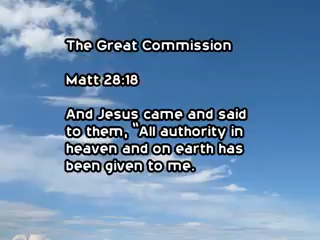 The Great Commission
Matt 28:18
And Jesus came and said
to them, "All authority in
heaven and on earth has
been given to me.